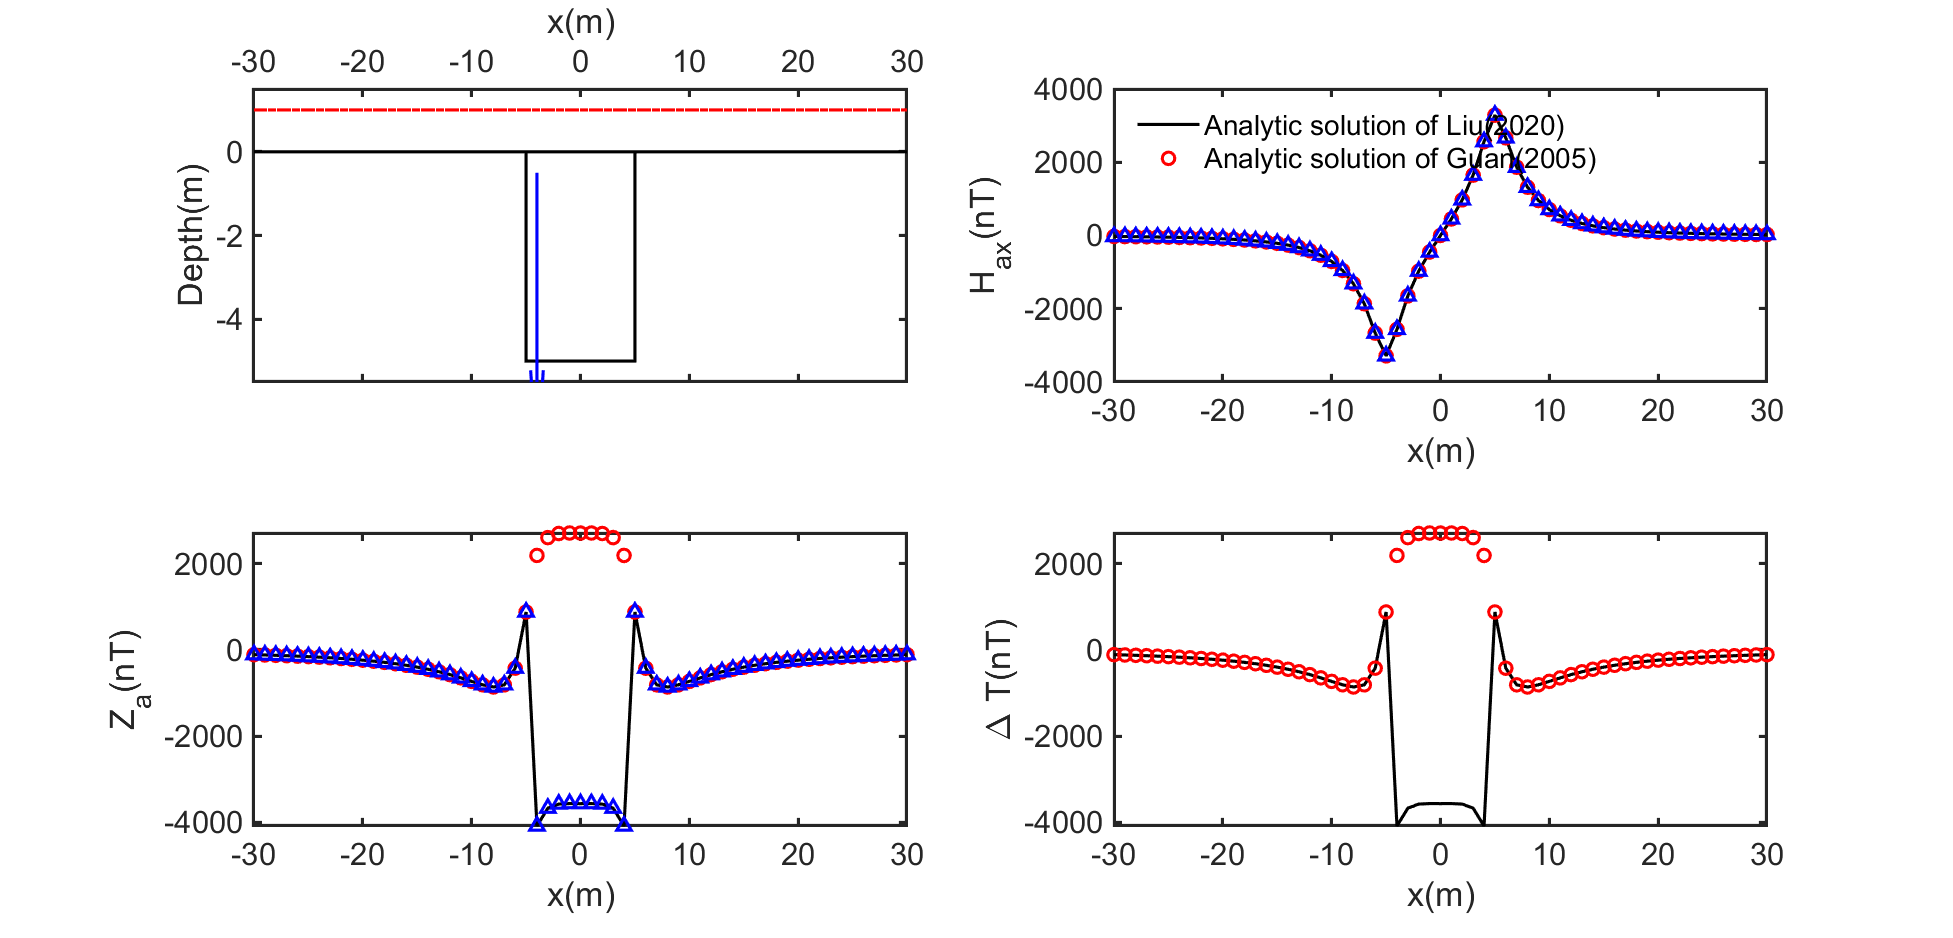 x(m)
-30 -20 -10 0 10 20 30
Depth(m)
0
-2
-4
H_ax(nT)
4000
2000
0
-2000
-4000
Analytic solution of Liu(2020)
Analytic solution of Guan(2005)
-30 -20 -10 0 10 20 30
x(m)
Z_a(nT)
2000
0
-2000
-4000
-30 -20 -10 0 10 20 30
x(m)
Δ T(nT)
2000
0
-2000
-4000
-30 -20 -10 0 10 20 30
x(m)